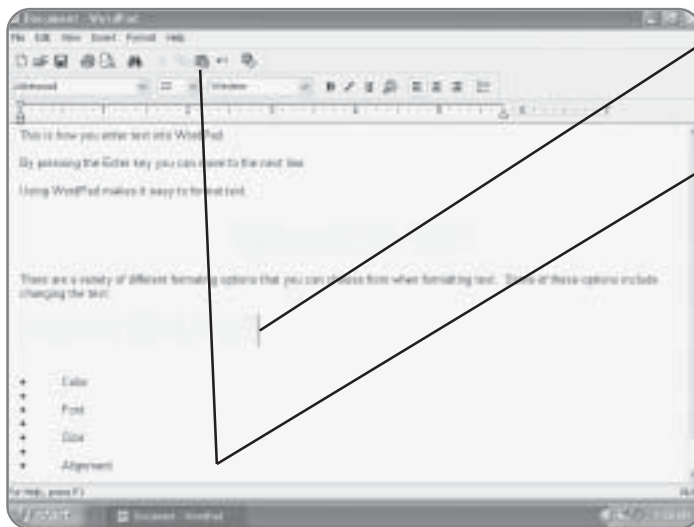 Document - WordPad
File Edit View Insert Format Help
Western
This is how you enter text into WordPad
By pressing the Enter key you can move to the next line
Using WordPad makes it easy to format text.
There are a variety of different formatting options that you can choose from when formatting text. Some of these options include
changing the text:
Color
Font
Size
Alignment
For Help, press F1
start Document - WordPad